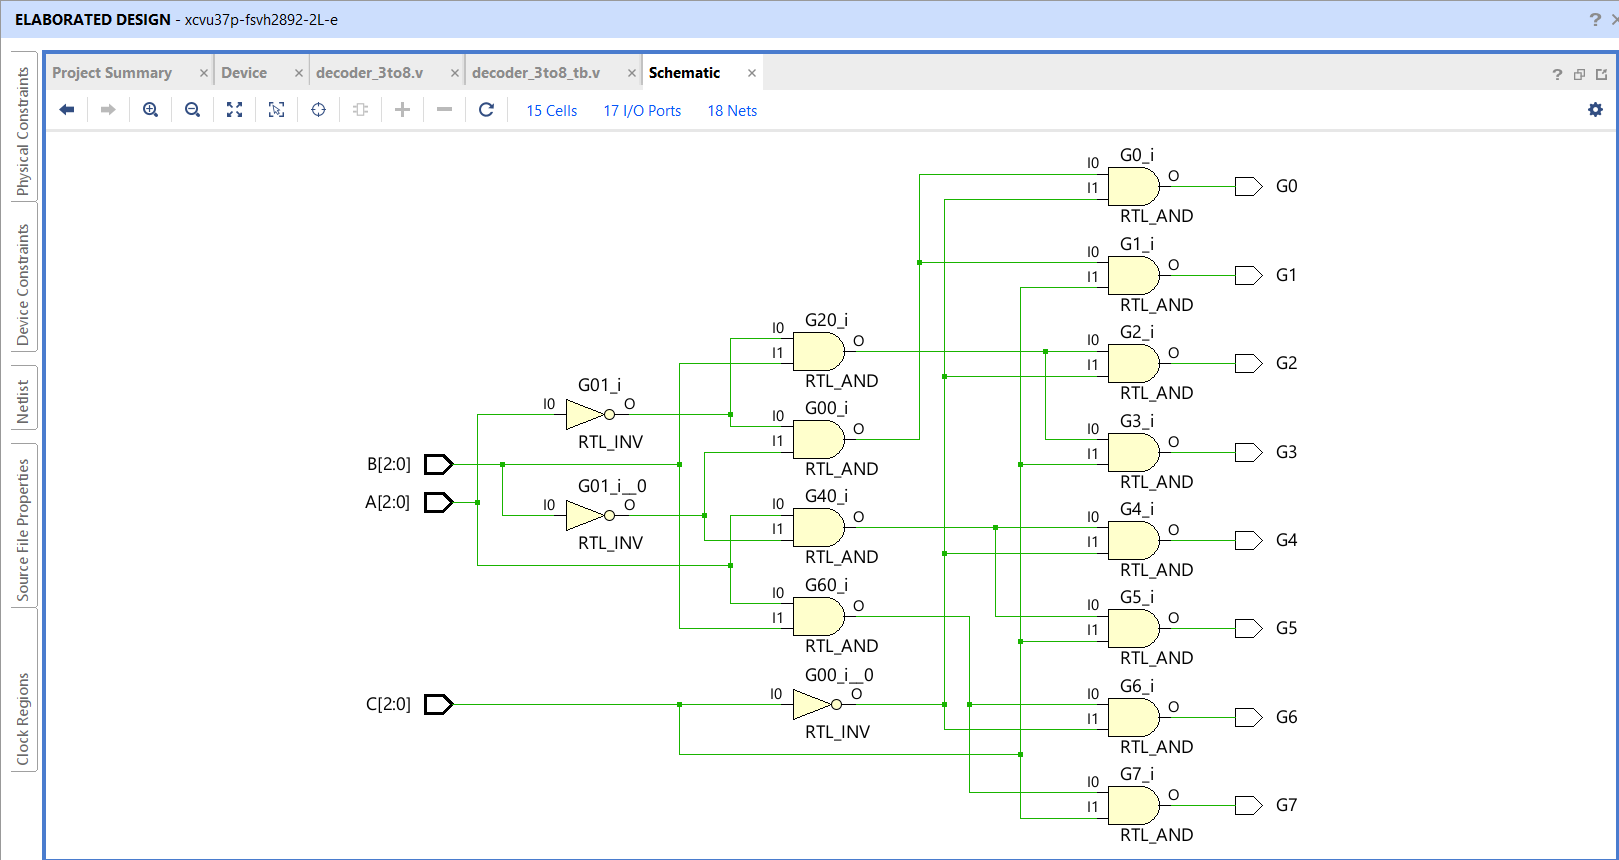 ELABORATED DESIGN - xcvu37p-fsvh2892-2L-e
?
Physical Constraints
Device Constraints
Netlist
Source File Properties
Clock Regions
Project Summary
Device
decoder_3to8.v
decoder_3to8_tb.v
Schematic
?
15 Cells
17 I/O Ports
18 Nets
B[2:0]
A[2:0]
C[2:0]
G01_i
I0
O
RTL_INV
G01_i__0
I0
O
RTL_INV
G20_i
I0
I1
O
RTL_AND
G00_i
I0
I1
O
RTL_AND
G40_i
I0
I1
O
RTL_AND
G60_i
I0
I1
O
RTL_AND
G00_i__0
I0
O
RTL_INV
G0_i
I0
I1
O
RTL_AND
G0
G1_i
I0
I1
O
RTL_AND
G1
G2_i
I0
I1
O
RTL_AND
G2
G3_i
I0
I1
O
RTL_AND
G3
G4_i
I0
I1
O
RTL_AND
G4
G5_i
I0
I1
O
RTL_AND
G5
G6_i
I0
I1
O
RTL_AND
G6
G7_i
I0
I1
O
RTL_AND
G7